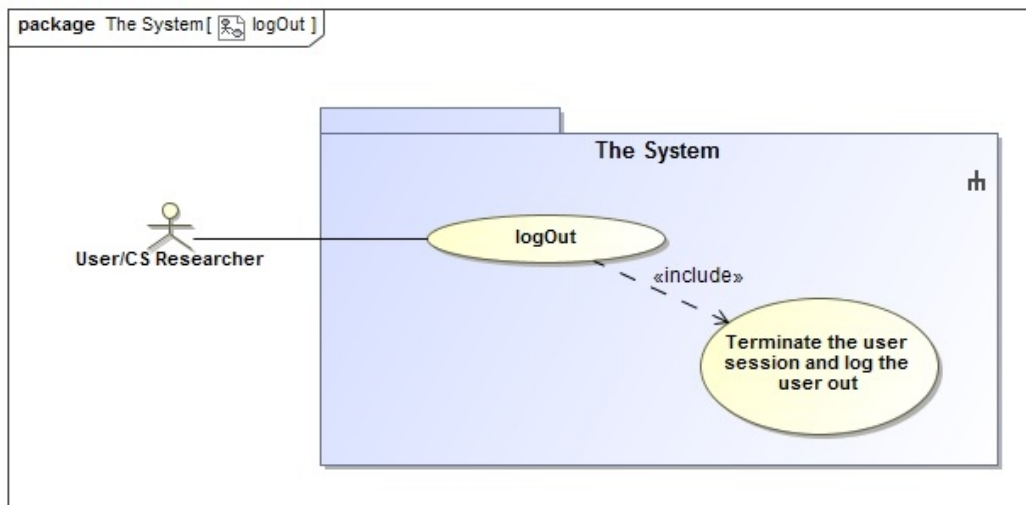 package The System[ logOut ]
The System
User/CS Researcher
logOut
«include»
Terminate the user
session and log the
user out